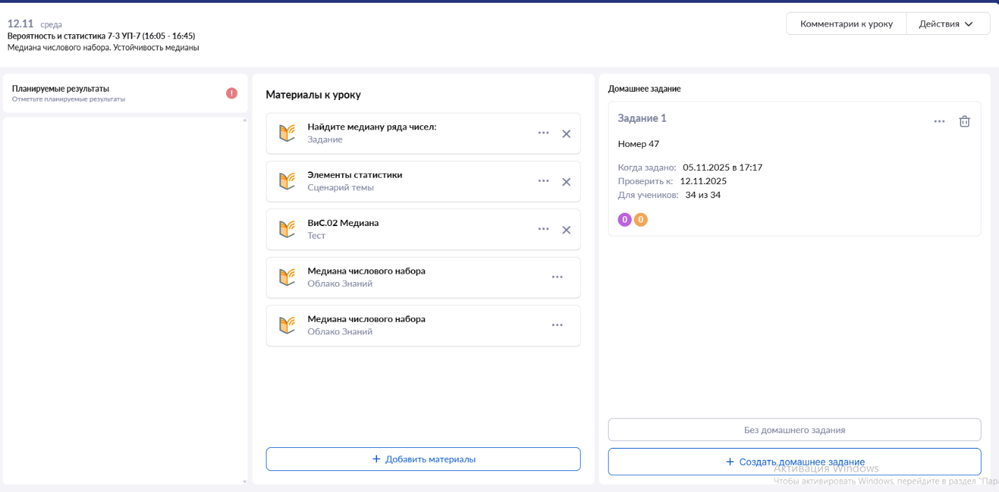 12.11 среда
Вероятность и статистика 7-3 УП-7 (16:05 - 16:45)
Медиана числового набора. Устойчивость медианы
Комментарии к уроку
Действия
Планируемые результаты
Отметьте планируемые результаты
!
Материалы к уроку
Найдите медиану ряда чисел:
Задание
Элементы статистики
Сценарий темы
ВиС.02 Медиана
Тест
Медиана числового набора
Облако Знаний
Медиана числового набора
Облако Знаний
+ Добавить материалы
Домашнее задание
Задание 1
Номер 47
Когда задано: 05.11.2025 в 17:17
Проверить к: 12.11.2025
Для учеников: 34 из 34
0 0
Без домашнего задания
+ Создать домашнее задание
Активация Windows
Чтобы активировать Windows, перейдите в раздел "Пар